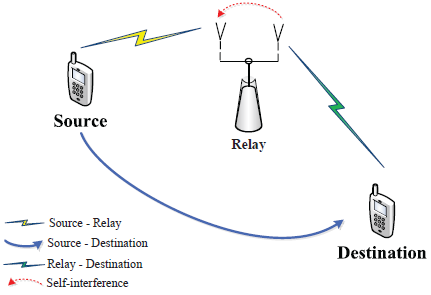 Source
Relay
Destination
Source - Relay
Source - Destination
Relay - Destination
Self-interference